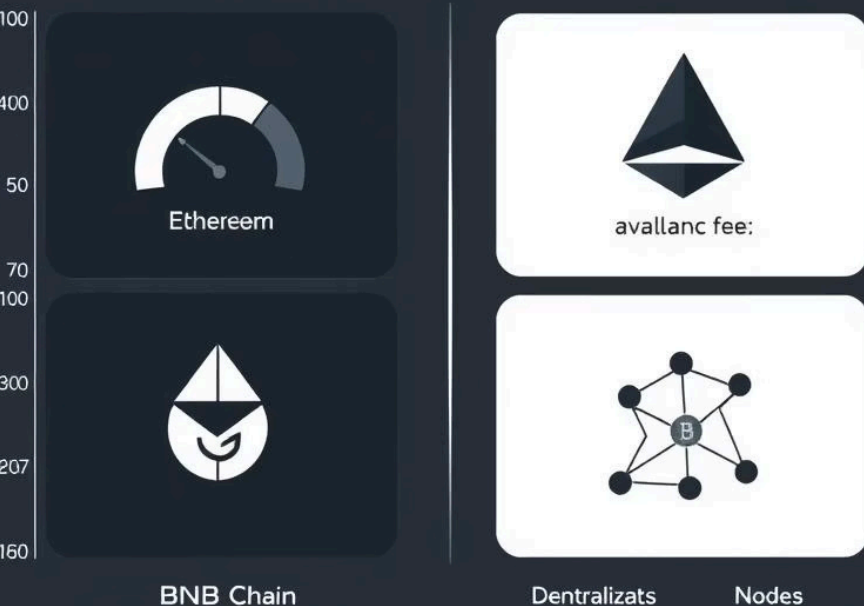 100
400
50
70
100
300
207
160
Ethereem
avallanc fee:
B
BNB Chain
Dentralizats Nodes